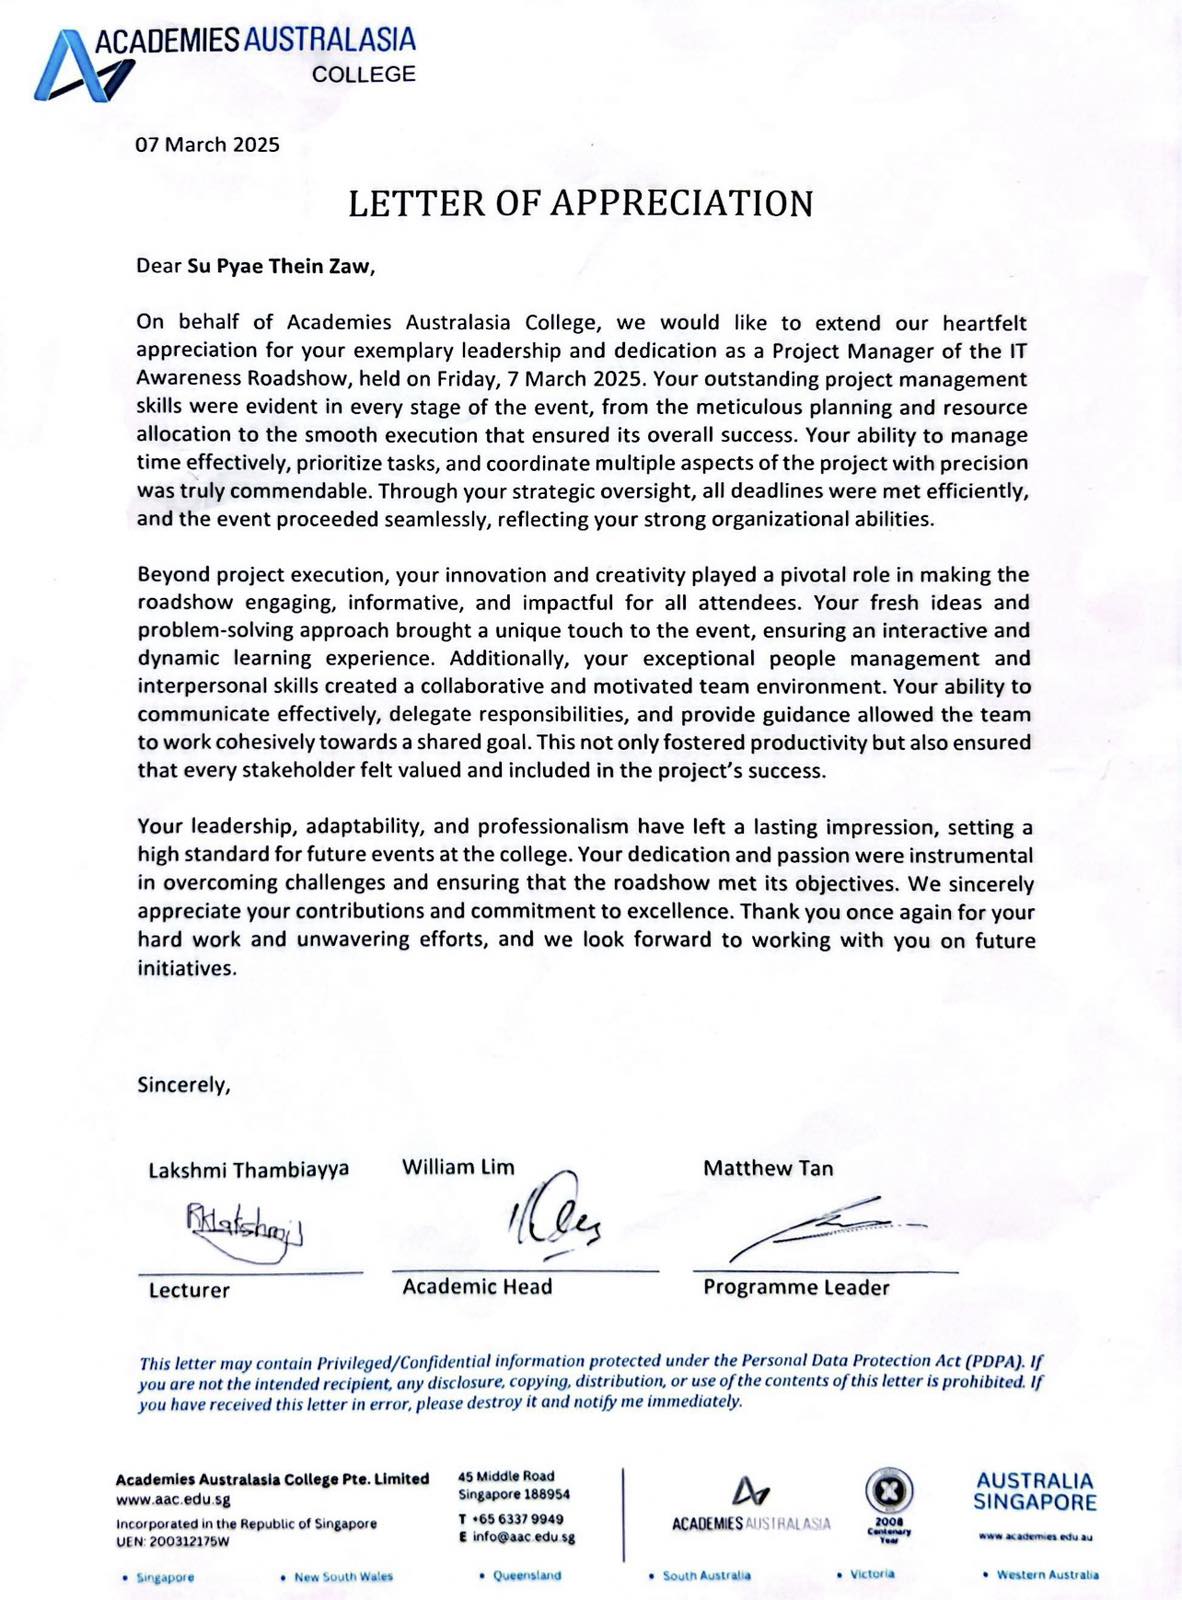 ACADEMIES AUSTRALASIA
COLLEGE
07 March 2025
LETTER OF APPRECIATION
Dear Su Pyae Thein Zaw,
On behalf of Academies Australasia College, we would like to extend our heartfelt
appreciation for your exemplary leadership and dedication as a Project Manager of the IT
Awareness Roadshow, held on Friday, 7 March 2025. Your outstanding project management
skills were evident in every stage of the event, from the meticulous planning and resource
allocation to the smooth execution that ensured its overall success. Your ability to manage
time effectively, prioritize tasks, and coordinate multiple aspects of the project with precision
was truly commendable. Through your strategic oversight, all deadlines were met efficiently,
and the event proceeded seamlessly, reflecting your strong organizational abilities.
Beyond project execution, your innovation and creativity played a pivotal role in making the
roadshow engaging, informative, and impactful for all attendees. Your fresh ideas and
problem-solving approach brought a unique touch to the event, ensuring an interactive and
dynamic learning experience. Additionally, your exceptional people management and
interpersonal skills created a collaborative and motivated team environment. Your ability to
communicate effectively, delegate responsibilities, and provide guidance allowed the team
to work cohesively towards a shared goal. This not only fostered productivity but also ensured
that every stakeholder felt valued and included in the project's success.
Your leadership, adaptability, and professionalism have left a lasting impression, setting a
high standard for future events at the college. Your dedication and passion were instrumental
in overcoming challenges and ensuring that the roadshow met its objectives. We sincerely
appreciate your contributions and commitment to excellence. Thank you once again for your
hard work and unwavering efforts, and we look forward to working with you on future
initiatives.
Sincerely,
Lakshmi Thambiayya
William Lim
Matthew Tan
Lecturer
Academic Head
Programme Leader
This letter may contain Privileged/Confidential information protected under the Personal Data Protection Act (PDPA). If
you are not the intended recipient, any disclosure, copying, distribution, or use of the contents of this letter is prohibited. If
you have received this letter in error, please destroy it and notify me immediately.
Academies Australasia College Pte. Limited
www.aac.edu.sg
Incorporated in the Republic of Singapore
UEN: 200312175W
45 Middle Road
Singapore 188954
T +65 6337 9949
E info@aac.edu.sg
ACADEMIES AUSTRALASIA
2008
Centenary
Year
AUSTRALIA
SINGAPORE
www.academies.edu.au
• Singapore • New South Wales • Queensland • South Australia • Victoria • Western Australia